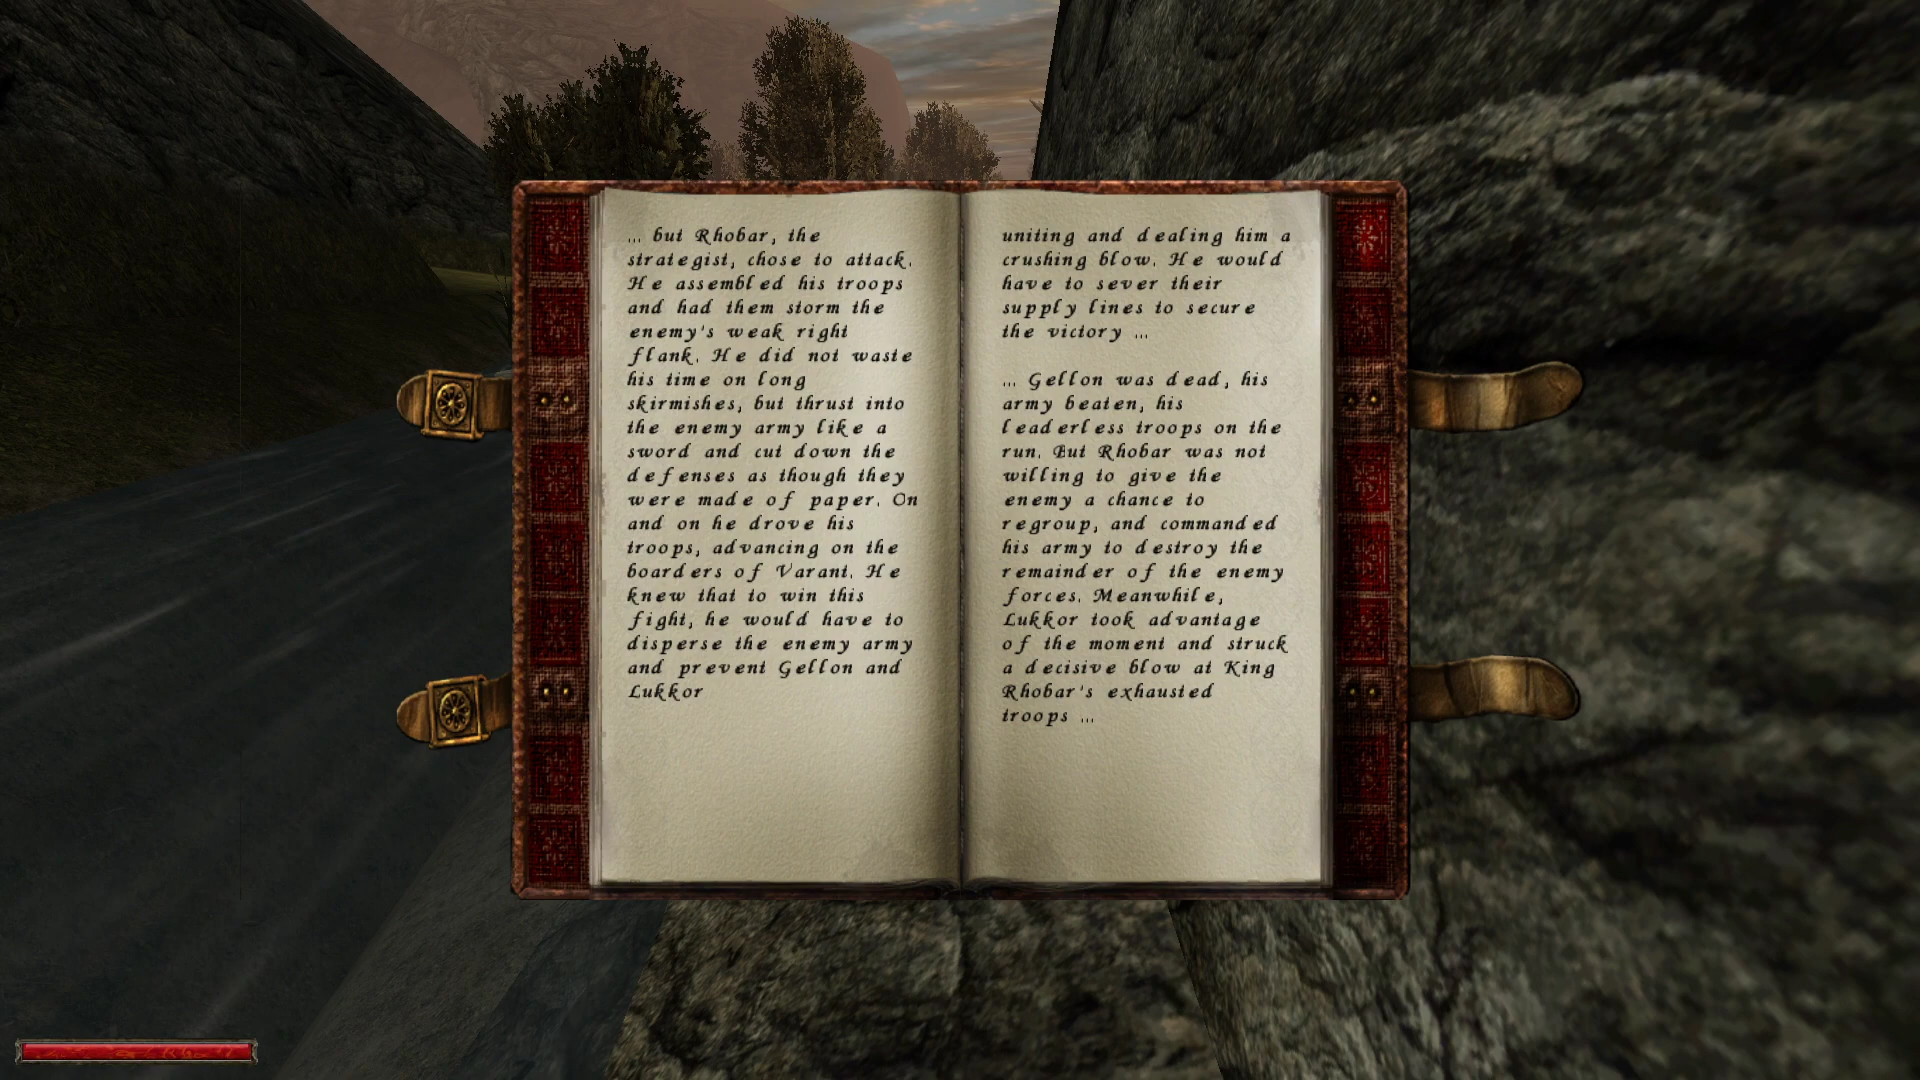 ... but Rhobar, the
strategist, chose to attack.
He assembled his troops
and had them storm the
enemy's weak right
flank. He did not waste
his time on long
skirmishes, but thrust into
the enemy army like a
sword and cut down the
defenses as though they
were made of paper. On
and on he drove his
troops, advancing on the
boarders of Varant. He
knew that to win this
fight, he would have to
disperse the enemy army
and prevent Gellon and
Lukkor
uniting and dealing him a
crushing blow. He would
have to sever their
supply lines to secure
the victory ...
... Gellon was dead, his
army beaten, his
leaderless troops on the
run. But Rhobar was not
willing to give the
enemy a chance to
regroup, and commanded
his army to destroy the
remainder of the enemy
forces. Meanwhile,
Lukkor took advantage
of the moment and struck
a decisive blow at King
Rhobar's exhausted
troops ...